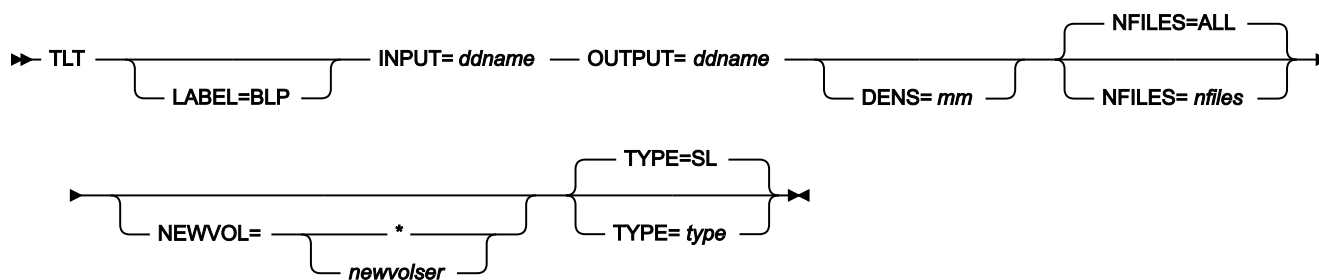 NFILES=ALL
TLT INPUT= ddname OUTPUT= ddname
LABEL=BLP DENS= mm NFILES= nfiles
TYPE=SL
NEWVOL= * TYPE= type
newvolser